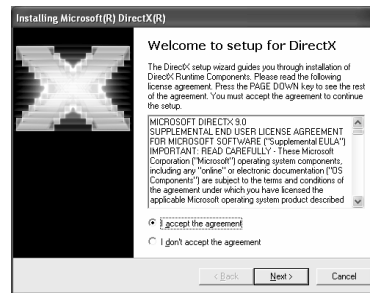 Installing Microsoft(R) DirectX(R)
Welcome to setup for DirectX
The DirectX setup wizard guides you through installation of
DirectX Runtime Components. Please read the following
license agreement. Press the PAGE DOWN key to see the rest
of the agreement. You must accept the agreement to continue
the setup.
MICROSOFT DIRECTX 9.0
SUPPLEMENTAL END USER LICENSE AGREEMENT
FOR MICROSOFT SOFTWARE ("Supplemental EULA")
IMPORTANT: READ CAREFULLY - These Microsoft
Corporation ("Microsoft") operating system components,
including any "online" or electronic documentation ("OS
Components") are subject to the terms and conditions of
the agreement under which you have licensed the
applicable Microsoft operating system product described
I accept the agreement
I don't accept the agreement
< Back Next > Cancel